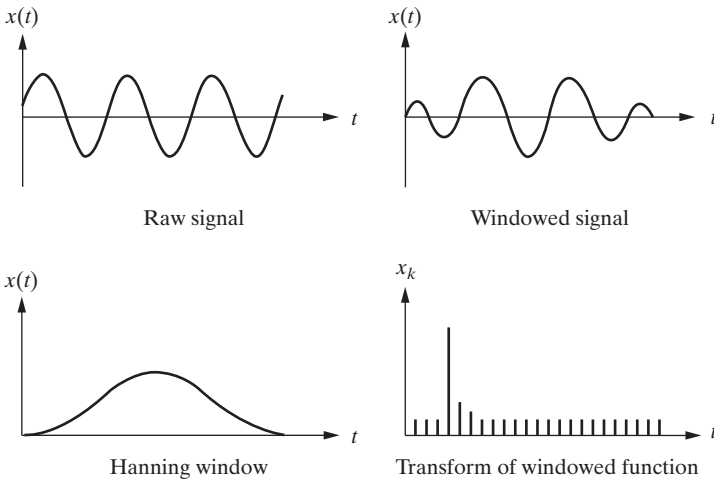 x(t)
t
Raw signal
x(t)
t
Windowed signal
x(t)
t
Hanning window
x_k
t
Transform of windowed function